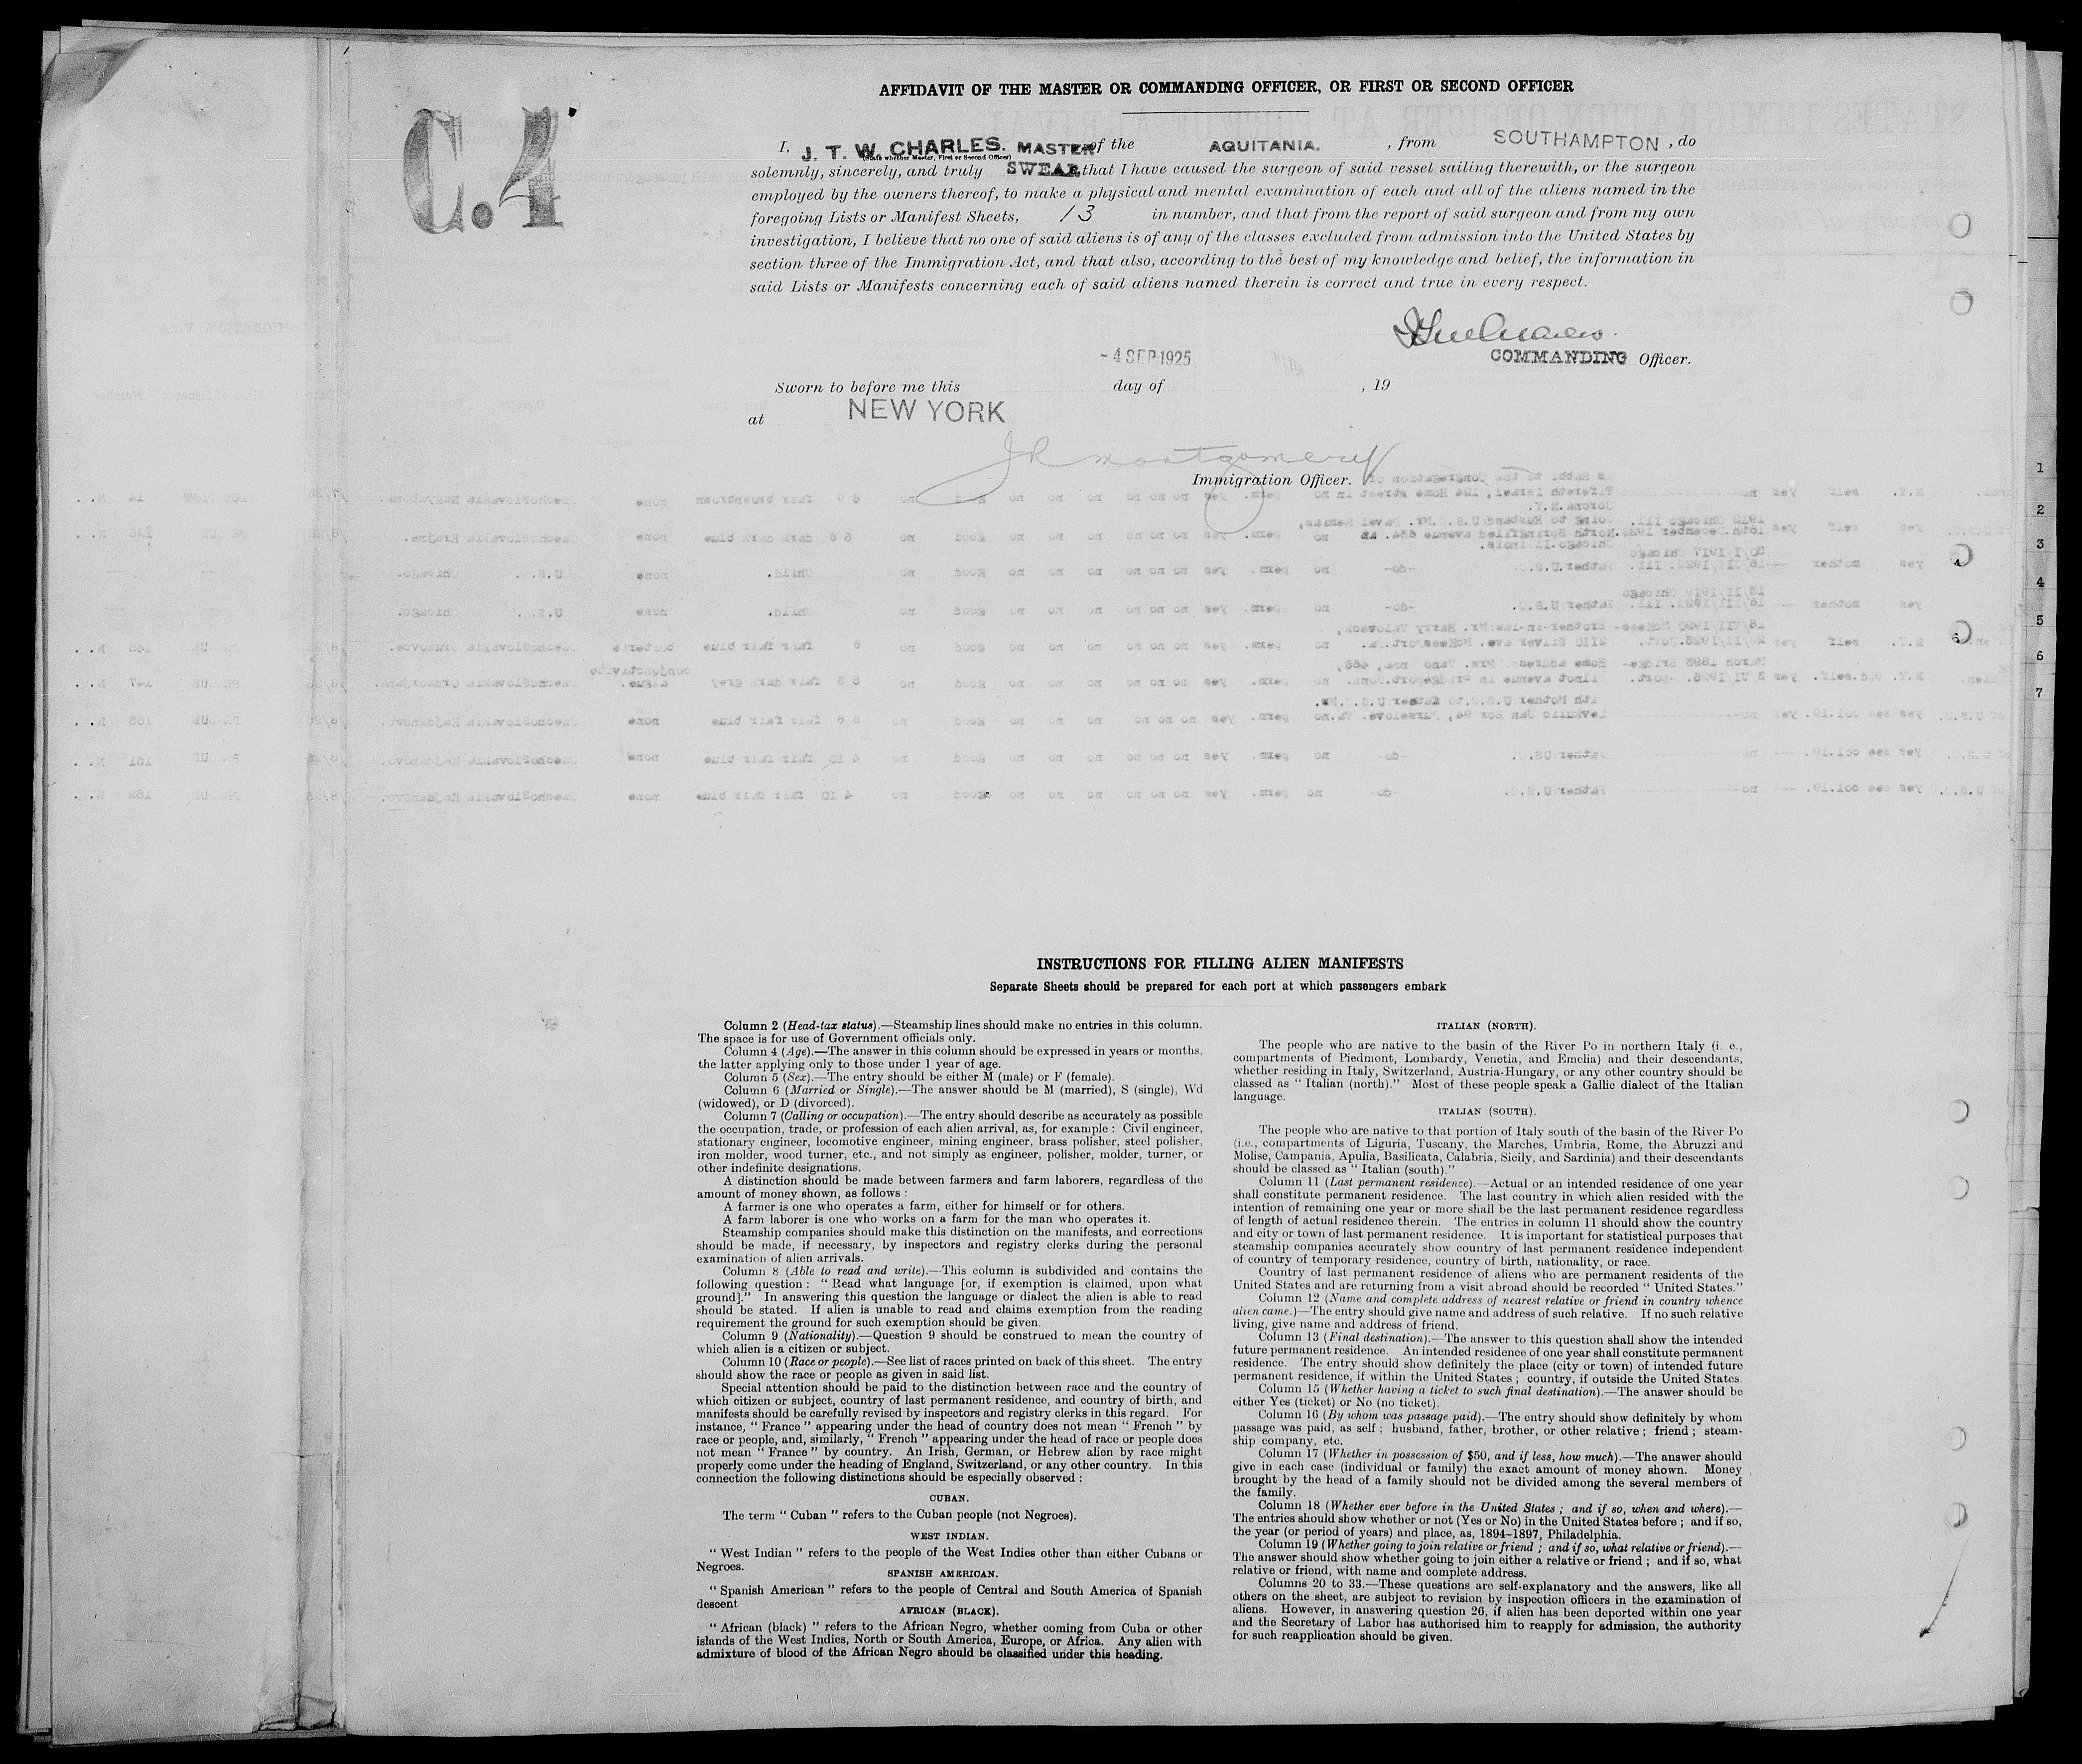 C.4
AFFIDAVIT OF THE MASTER OR COMMANDING OFFICER, OR FIRST OR SECOND OFFICER
I, J. T. W. CHARLES. MASTER of the AQUITANIA. , from SOUTHAMPTON , do
(State whether Master, First or Second Officer)
solemnly, sincerely, and truly SWEAR that I have caused the surgeon of said vessel sailing therewith, or the surgeon
employed by the owners thereof, to make a physical and mental examination of each and all of the aliens named in the
foregoing Lists or Manifest Sheets, 13 in number, and that from the report of said surgeon and from my own
investigation, I believe that no one of said aliens is of any of the classes excluded from admission into the United States by
section three of the Immigration Act, and that also, according to the best of my knowledge and belief, the information in
said Lists or Manifests concerning each of said aliens named therein is correct and true in every respect.
COMMANDING Officer.
-4 SEP 1925
Sworn to before me this day of , 19
at NEW YORK
J R Montgomery
Immigration Officer.
1
2
3
4
5
6
7
INSTRUCTIONS FOR FILLING ALIEN MANIFESTS
Separate Sheets should be prepared for each port at which passengers embark
Column 2 (Head-tax status).—Steamship lines should make no entries in this column.
The space is for use of Government officials only.
Column 4 (Age).—The answer in this column should be expressed in years or months,
the latter applying only to those under 1 year of age.
Column 5 (Sex).—The entry should be either M (male) or F (female).
Column 6 (Married or Single).—The answer should be M (married), S (single), Wd
(widowed), or D (divorced).
Column 7 (Calling or occupation).—The entry should describe as accurately as possible
the occupation, trade, or profession of each alien arrival, as, for example : Civil engineer,
stationary engineer, locomotive engineer, mining engineer, brass polisher, steel polisher,
iron molder, wood turner, etc., and not simply as engineer, polisher, molder, turner, or
other indefinite designations.
A distinction should be made between farmers and farm laborers, regardless of the
amount of money shown, as follows :
A farmer is one who operates a farm, either for himself or for others.
A farm laborer is one who works on a farm for the man who operates it.
Steamship companies should make this distinction on the manifests, and corrections
should be made, if necessary, by inspectors and registry clerks during the personal
examination of alien arrivals.
Column 8 (Able to read and write).—This column is subdivided and contains the
following question : “ Read what language [or, if exemption is claimed, upon what
ground].” In answering this question the language or dialect the alien is able to read
should be stated. If alien is unable to read and claims exemption from the reading
requirement the ground for such exemption should be given.
Column 9 (Nationality).—Question 9 should be construed to mean the country of
which alien is a citizen or subject.
Column 10 (Race or people).—See list of races printed on back of this sheet. The entry
should show the race or people as given in said list.
Special attention should be paid to the distinction between race and the country of
which citizen or subject, country of last permanent residence, and country of birth, and
manifests should be carefully revised by inspectors and registry clerks in this regard. For
instance, “ France ” appearing under the head of country does not mean “ French ” by
race or people, and, similarly, “ French ” appearing under the head of race or people does
not mean “ France ” by country. An Irish, German, or Hebrew alien by race might
properly come under the heading of England, Switzerland, or any other country. In this
connection the following distinctions should be especially observed :
CUBAN.
The term “ Cuban ” refers to the Cuban people (not Negroes).
WEST INDIAN.
“ West Indian ” refers to the people of the West Indies other than either Cubans or
Negroes.
SPANISH AMERICAN.
“ Spanish American ” refers to the people of Central and South America of Spanish
descent
AFRICAN (BLACK).
“ African (black) ” refers to the African Negro, whether coming from Cuba or other
islands of the West Indies, North or South America, Europe, or Africa. Any alien with
admixture of blood of the African Negro should be classified under this heading.
ITALIAN (NORTH).
The people who are native to the basin of the River Po in northern Italy (i. e.,
compartments of Piedmont, Lombardy, Venetia, and Emelia) and their descendants,
whether residing in Italy, Switzerland, Austria-Hungary, or any other country should be
classed as “ Italian (north).” Most of these people speak a Gallic dialect of the Italian
language.
ITALIAN (SOUTH).
The people who are native to that portion of Italy south of the basin of the River Po
(i.e., compartments of Liguria, Tuscany, the Marches, Umbria, Rome, the Abruzzi and
Molise, Campania, Apulia, Basilicata, Calabria, Sicily, and Sardinia) and their descendants
should be classed as “ Italian (south).”
Column 11 (Last permanent residence).—Actual or an intended residence of one year
shall constitute permanent residence. The last country in which alien resided with the
intention of remaining one year or more shall be the last permanent residence regardless
of length of actual residence therein. The entries in column 11 should show the country
and city or town of last permanent residence. It is important for statistical purposes that
steamship companies accurately show country of last permanent residence independent
of country of temporary residence, country of birth, nationality, or race.
Country of last permanent residence of aliens who are permanent residents of the
United States and are returning from a visit abroad should be recorded “ United States.”
Column 12 (Name and complete address of nearest relative or friend in country whence
alien came.)—The entry should give name and address of such relative. If no such relative
living, give name and address of friend.
Column 13 (Final destination).—The answer to this question shall show the intended
future permanent residence. An intended residence of one year shall constitute permanent
residence. The entry should show definitely the place (city or town) of intended future
permanent residence, if within the United States ; country, if outside the United States.
Column 15 (Whether having a ticket to such final destination).—The answer should be
either Yes (ticket) or No (no ticket).
Column 16 (By whom was passage paid).—The entry should show definitely by whom
passage was paid, as self ; husband, father, brother, or other relative ; friend ; steam-
ship company, etc.
Column 17 (Whether in possession of $50, and if less, how much).—The answer should
give in each case (individual or family) the exact amount of money shown. Money
brought by the head of a family should not be divided among the several members of
the family.
Column 18 (Whether ever before in the United States ; and if so, when and where).—
The entries should show whether or not (Yes or No) in the United States before ; and if so,
the year (or period of years) and place, as, 1894–1897, Philadelphia.
Column 19 (Whether going to join relative or friend ; and if so, what relative or friend).—
The answer should show whether going to join either a relative or friend ; and if so, what
relative or friend, with name and complete address.
Columns 20 to 33.—These questions are self-explanatory and the answers, like all
others on the sheet, are subject to revision by inspection officers in the examination of
aliens. However, in answering question 26, if alien has been deported within one year
and the Secretary of Labor has authorised him to reapply for admission, the authority
for such reapplication should be given.